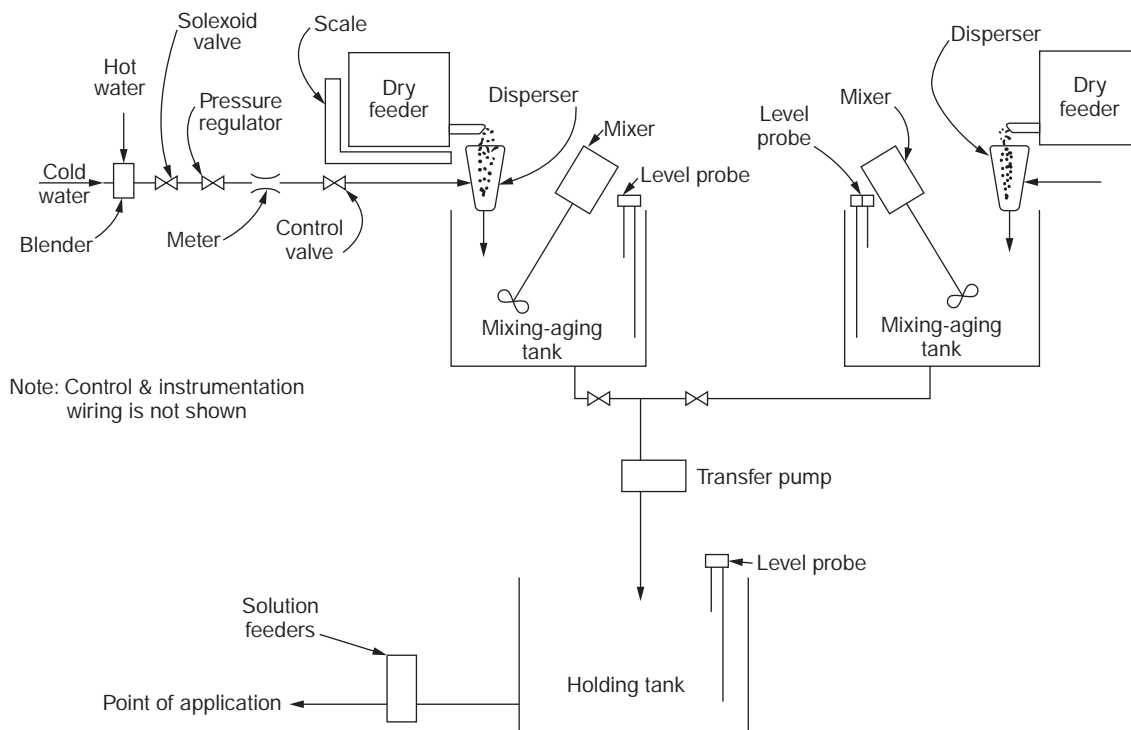 Solexoid
valve
Scale
Hot
water
Pressure
regulator
Dry
feeder
Disperser
Mixer
Level probe
Cold
water
Blender
Meter
Control
valve
Mixing-aging
tank
Disperser
Mixer
Level
probe
Dry
feeder
Mixing-aging
tank
Note: Control & instrumentation
wiring is not shown
Transfer pump
Level probe
Solution
feeders
Holding tank
Point of application